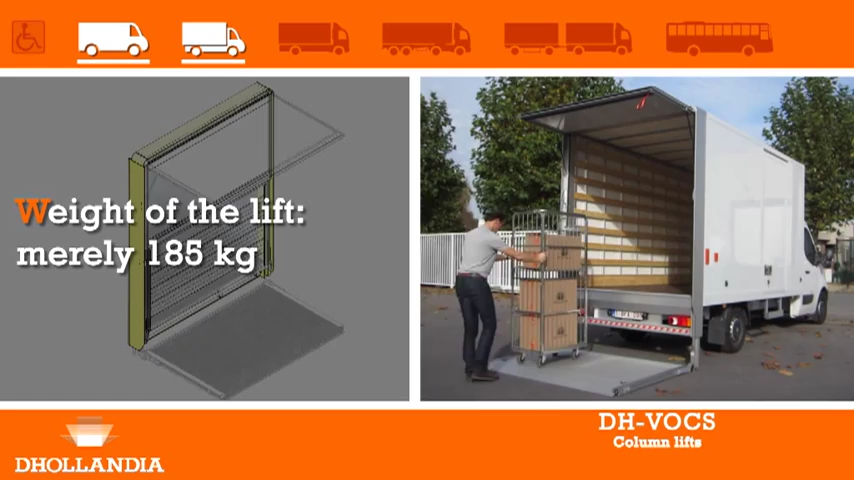 Weight of the lift:
merely 185 kg
DH-VOCS
Column lifts
DHOLLANDIA